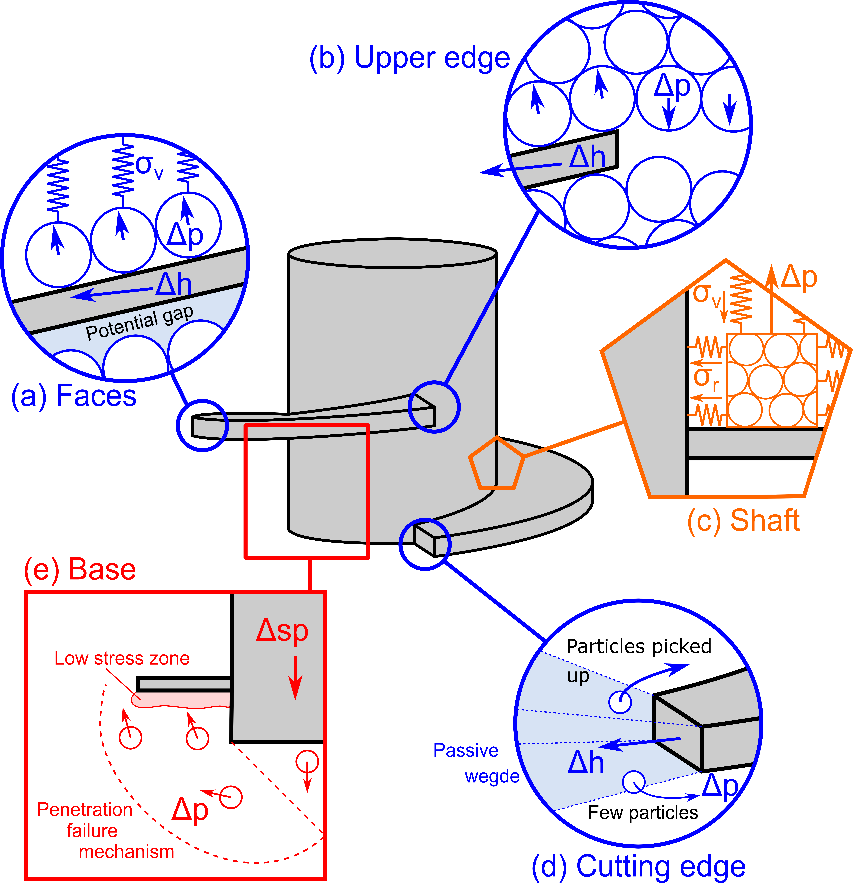 (b) Upper edge
Δp
Δh
σv
Δp
Δh
Potential gap
(a) Faces
σv
Δp
σr
(c) Shaft
(e) Base
Δsp
Low stress zone
Δp
Penetration
failure
mechanism
Particles picked
up
Passive
wegde
Δh
Δp
Few particles
(d) Cutting edge